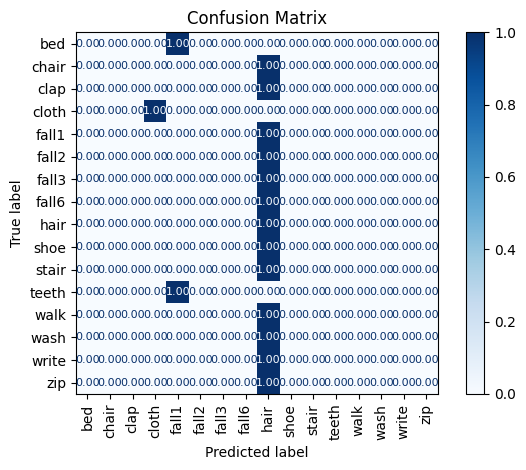 Confusion Matrix
True label
bed 0.00 0.00 0.00 0.00 1.00 0.00 0.00 0.00 0.00 0.00 0.00 0.00 0.00 0.00 0.00 0.00
chair 0.00 0.00 0.00 0.00 0.00 0.00 0.00 0.00 1.00 0.00 0.00 0.00 0.00 0.00 0.00 0.00
clap 0.00 0.00 0.00 0.00 0.00 0.00 0.00 0.00 1.00 0.00 0.00 0.00 0.00 0.00 0.00 0.00
cloth 0.00 0.00 0.00 1.00 0.00 0.00 0.00 0.00 0.00 0.00 0.00 0.00 0.00 0.00 0.00 0.00
fall1 0.00 0.00 0.00 0.00 0.00 0.00 0.00 0.00 1.00 0.00 0.00 0.00 0.00 0.00 0.00 0.00
fall2 0.00 0.00 0.00 0.00 0.00 0.00 0.00 0.00 1.00 0.00 0.00 0.00 0.00 0.00 0.00 0.00
fall3 0.00 0.00 0.00 0.00 0.00 0.00 0.00 0.00 1.00 0.00 0.00 0.00 0.00 0.00 0.00 0.00
fall6 0.00 0.00 0.00 0.00 0.00 0.00 0.00 0.00 1.00 0.00 0.00 0.00 0.00 0.00 0.00 0.00
hair 0.00 0.00 0.00 0.00 0.00 0.00 0.00 0.00 1.00 0.00 0.00 0.00 0.00 0.00 0.00 0.00
shoe 0.00 0.00 0.00 0.00 0.00 0.00 0.00 0.00 1.00 0.00 0.00 0.00 0.00 0.00 0.00 0.00
stair 0.00 0.00 0.00 0.00 0.00 0.00 0.00 0.00 1.00 0.00 0.00 0.00 0.00 0.00 0.00 0.00
teeth 0.00 0.00 0.00 0.00 1.00 0.00 0.00 0.00 0.00 0.00 0.00 0.00 0.00 0.00 0.00 0.00
walk 0.00 0.00 0.00 0.00 0.00 0.00 0.00 0.00 1.00 0.00 0.00 0.00 0.00 0.00 0.00 0.00
wash 0.00 0.00 0.00 0.00 0.00 0.00 0.00 0.00 1.00 0.00 0.00 0.00 0.00 0.00 0.00 0.00
write 0.00 0.00 0.00 0.00 0.00 0.00 0.00 0.00 1.00 0.00 0.00 0.00 0.00 0.00 0.00 0.00
zip 0.00 0.00 0.00 0.00 0.00 0.00 0.00 0.00 1.00 0.00 0.00 0.00 0.00 0.00 0.00 0.00
bed chair clap cloth fall1 fall2 fall3 fall6 hair shoe stair teeth walk wash write zip
Predicted label
1.0
0.8
0.6
0.4
0.2
0.0